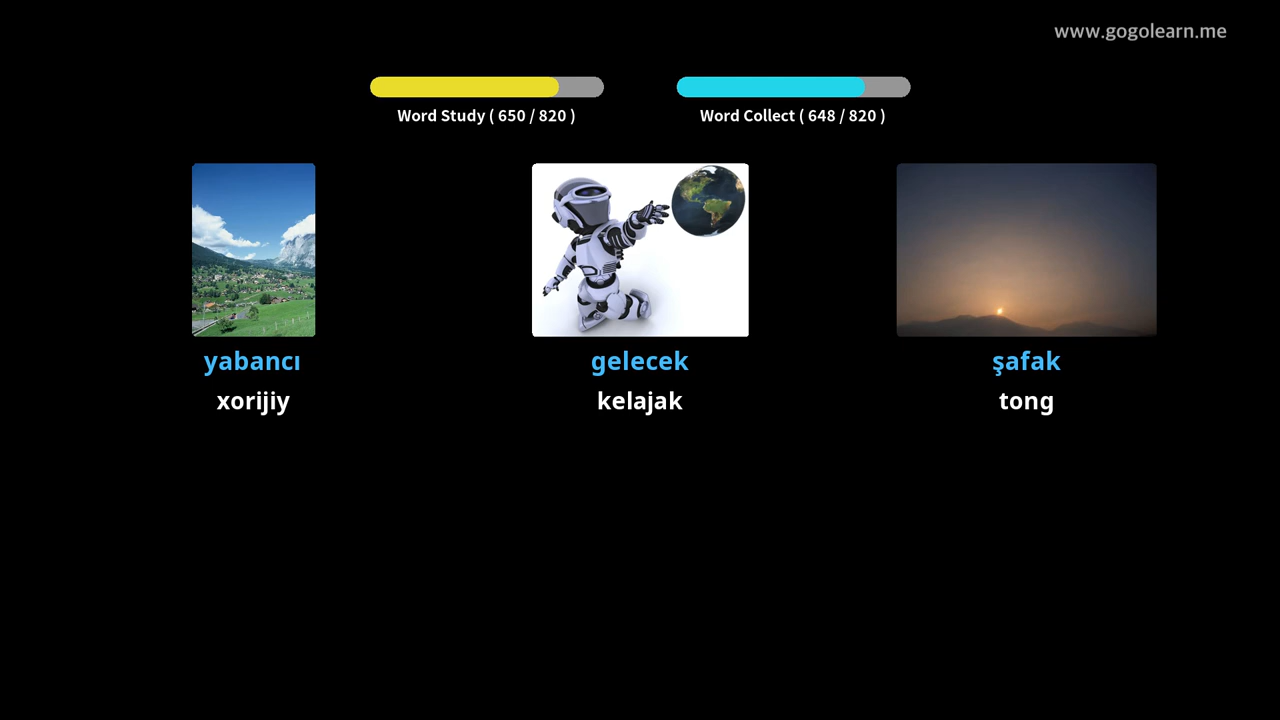 www.gogolearn.me
Word Study ( 650 / 820 )
Word Collect ( 648 / 820 )
yabancı
xorijiy
gelecek
kelajak
şafak
tong